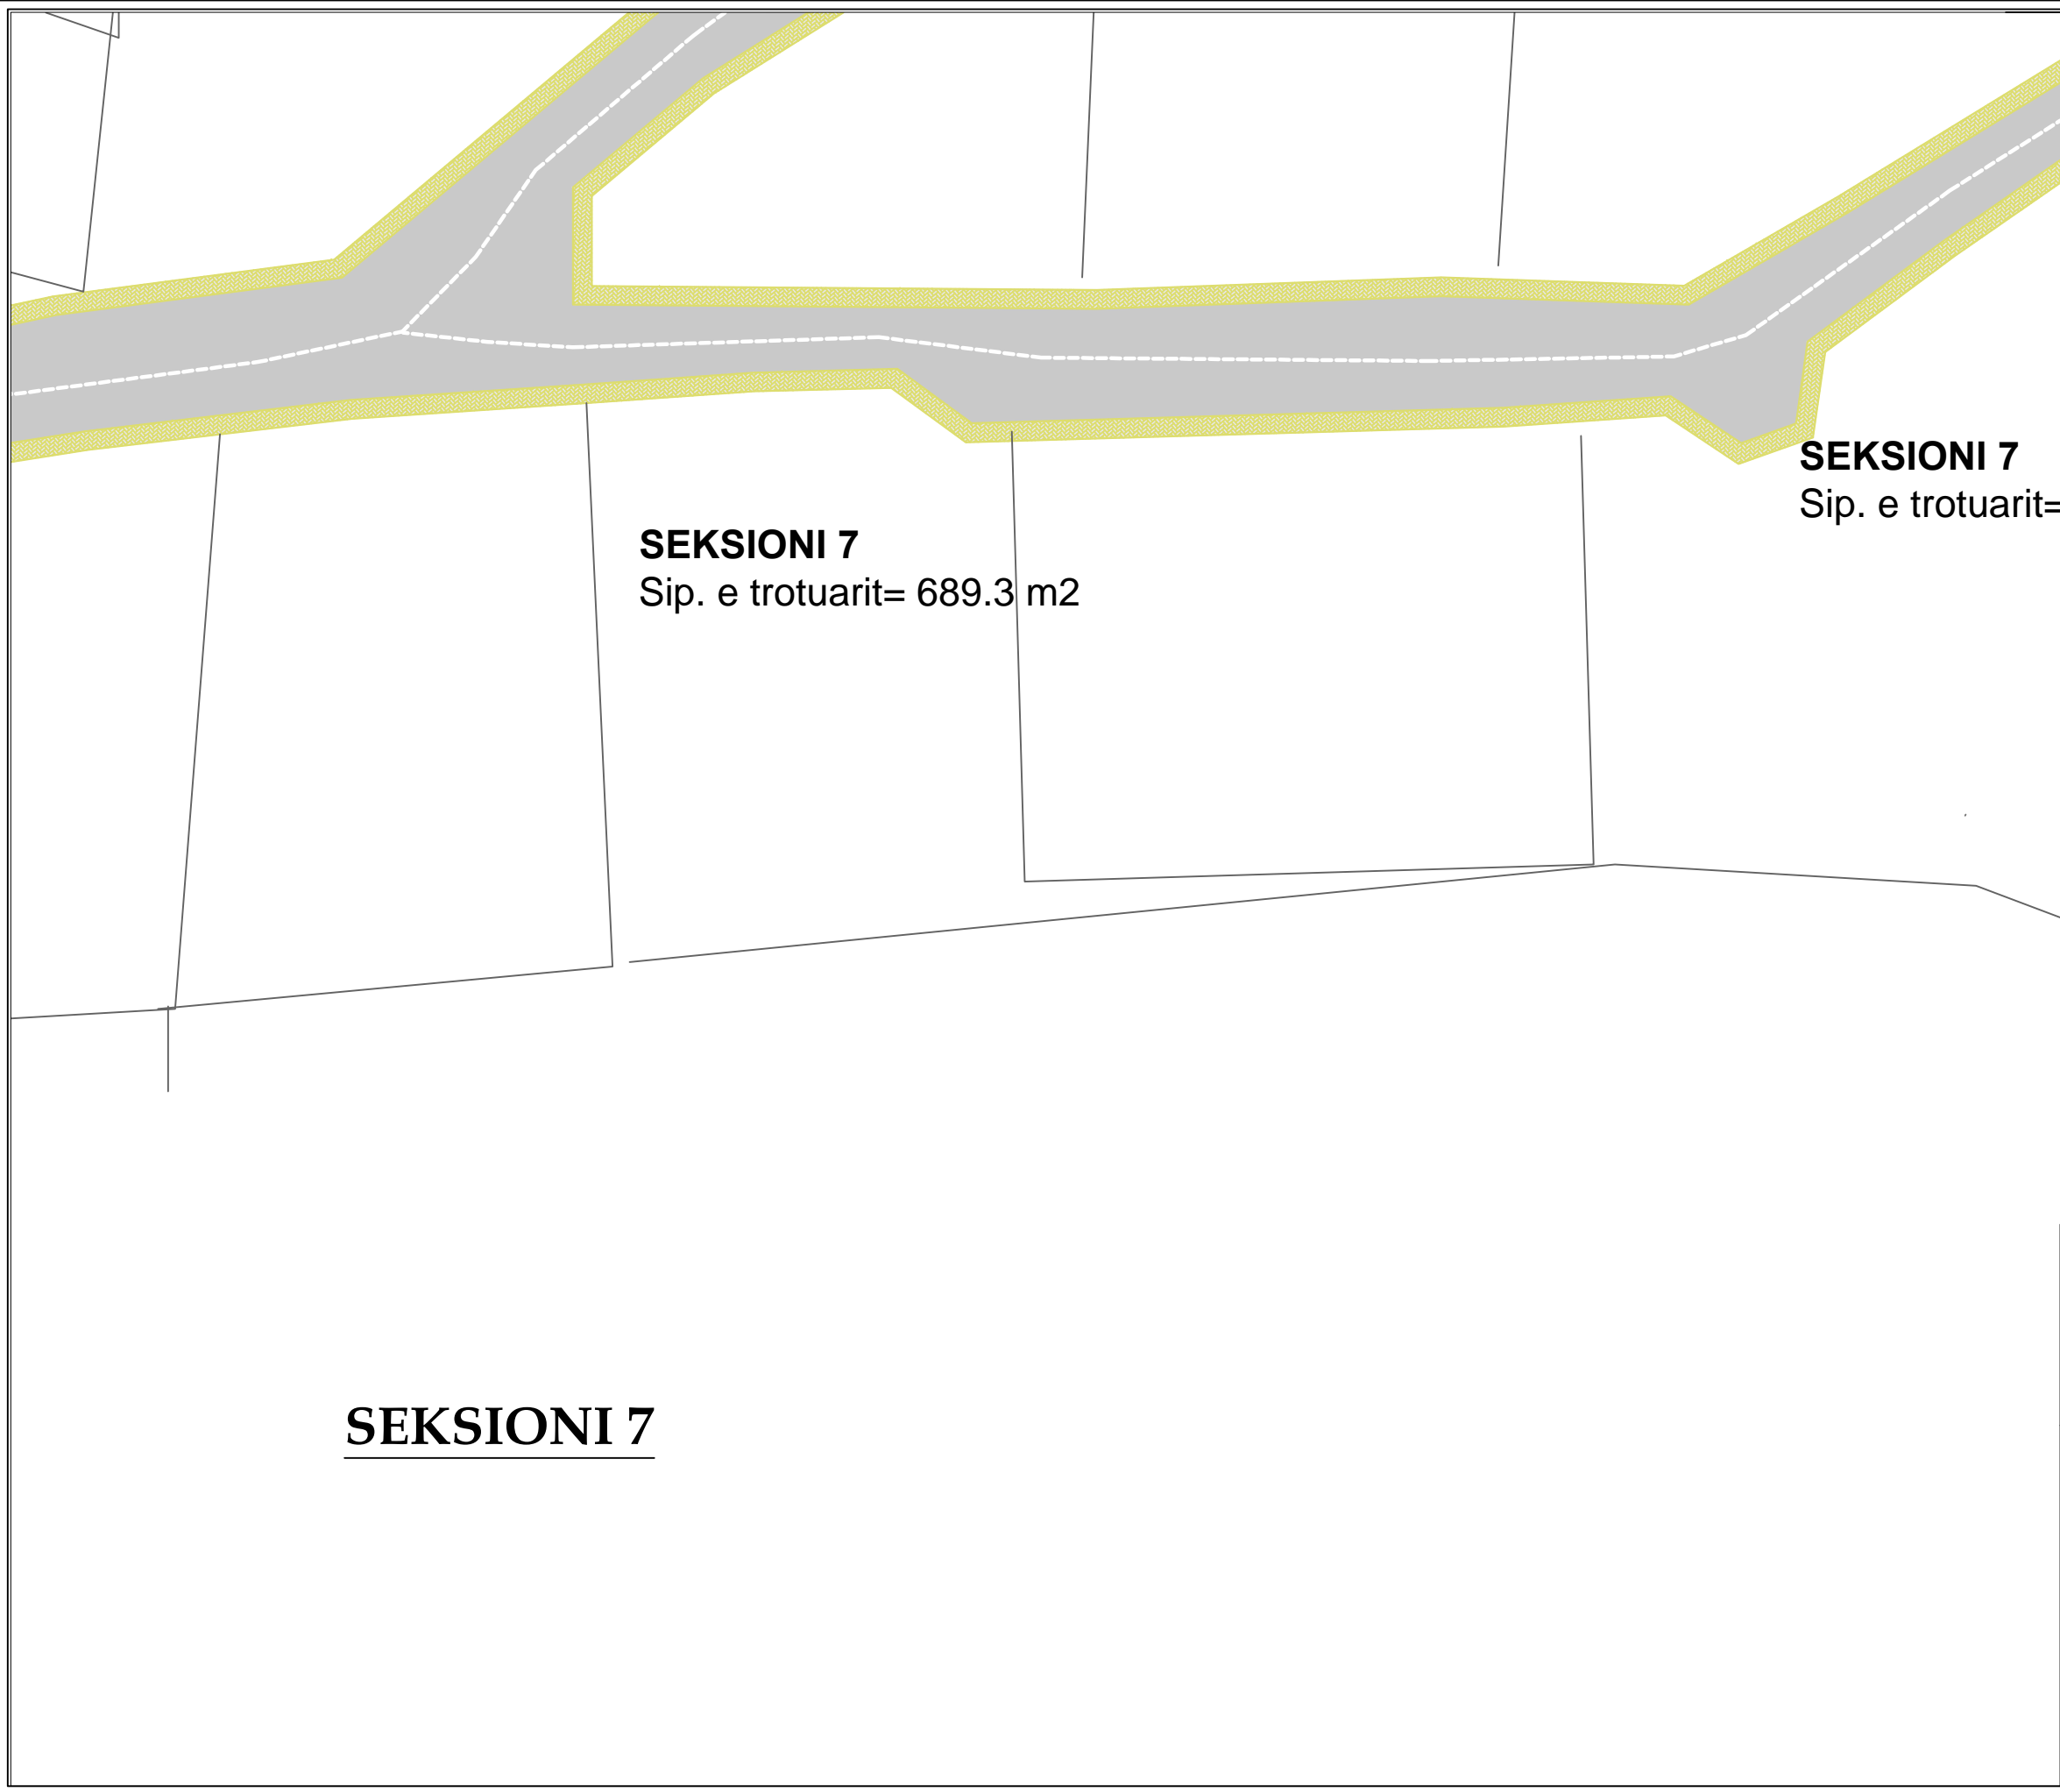 SEKSIONI 7
Sip. e trotuarit=
SEKSIONI 7
Sip. e trotuarit= 689.3 m2
SEKSIONI 7